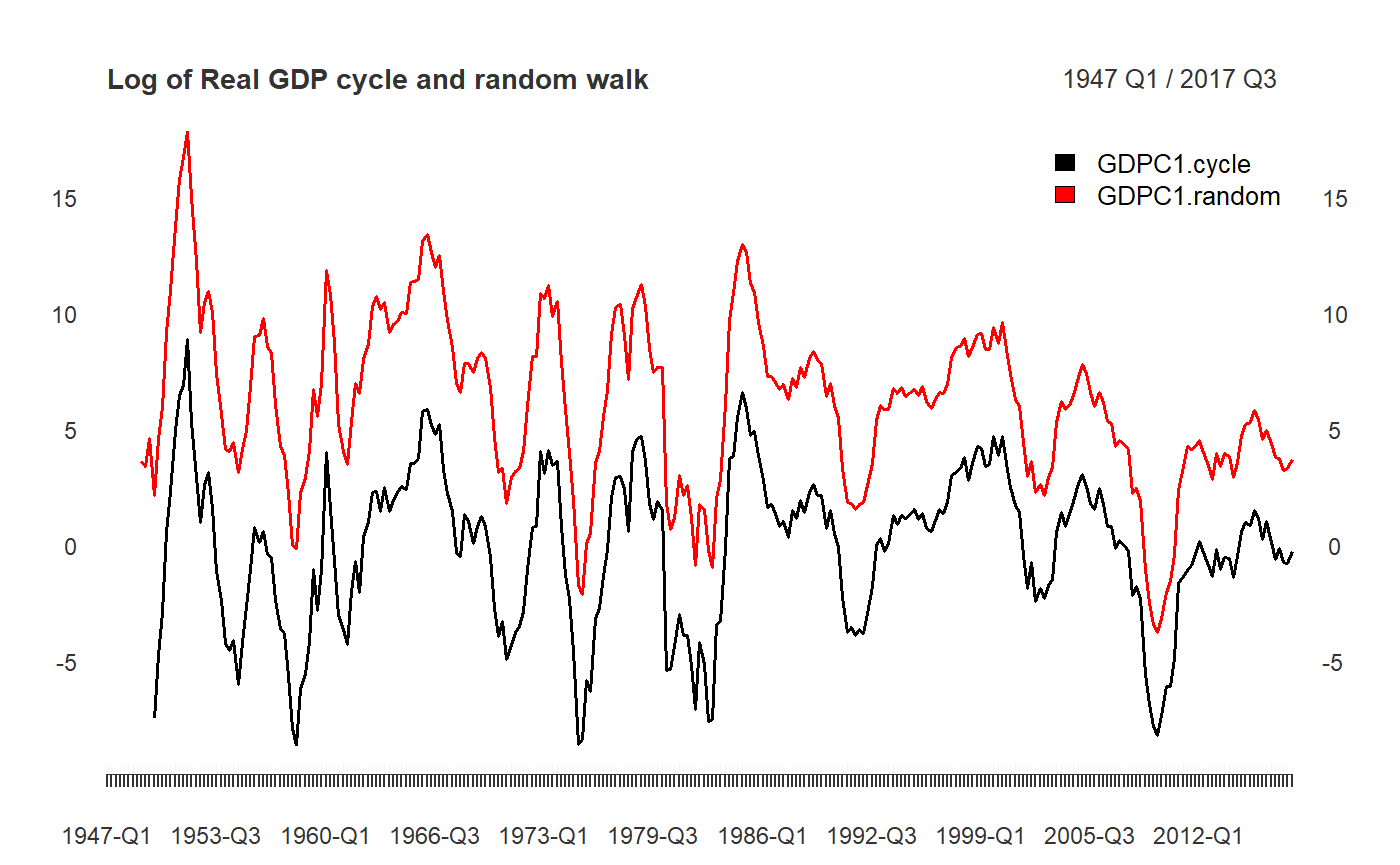 Log of Real GDP cycle and random walk
1947 Q1 / 2017 Q3
GDPC1.cycle
GDPC1.random
15 15
10 10
5 5
0 0
-5 -5
1947-Q1 1953-Q3 1960-Q1 1966-Q3 1973-Q1 1979-Q3 1986-Q1 1992-Q3 1999-Q1 2005-Q3 2012-Q1